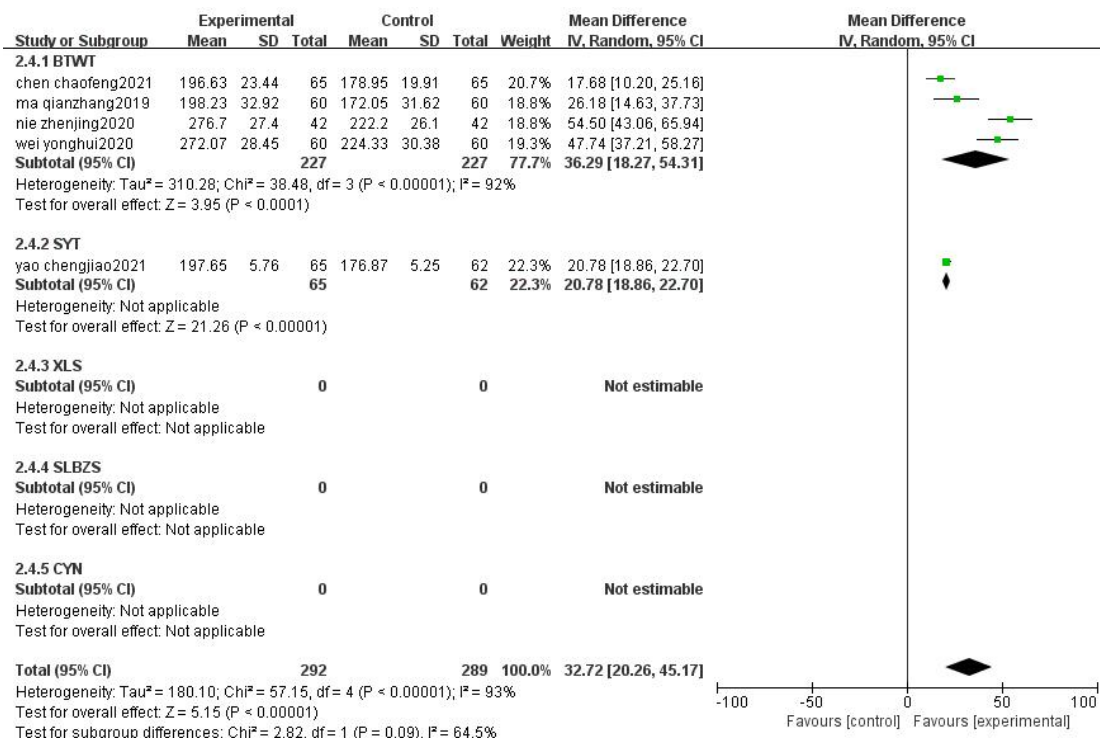 Experimental Control Mean Difference Mean Difference
Study or Subgroup Mean SD Total Mean SD Total Weight IV, Random, 95% CI IV, Random, 95% CI
2.4.1 BTWT
chen chaofeng2021 196.63 23.44 65 178.95 19.91 65 20.7% 17.68 [10.20, 25.16]
ma qianzhang2019 198.23 32.92 60 172.05 31.62 60 18.8% 26.18 [14.63, 37.73]
nie zhenjing2020 276.7 27.4 42 222.2 26.1 42 18.8% 54.50 [43.06, 65.94]
wei yonghui2020 272.07 28.45 60 224.33 30.38 60 19.3% 47.74 [37.21, 58.27]
Subtotal (95% CI) 227 227 77.7% 36.29 [18.27, 54.31]
Heterogeneity: Tau² = 310.28; Chi² = 38.48, df = 3 (P < 0.00001); I² = 92%
Test for overall effect: Z = 3.95 (P < 0.0001)
2.4.2 SYT
yao chengjiao2021 197.65 5.76 65 176.87 5.25 62 22.3% 20.78 [18.86, 22.70]
Subtotal (95% CI) 65 62 22.3% 20.78 [18.86, 22.70]
Heterogeneity: Not applicable
Test for overall effect: Z = 21.26 (P < 0.00001)
2.4.3 XLS
Subtotal (95% CI) 0 0 Not estimable
Heterogeneity: Not applicable
Test for overall effect: Not applicable
2.4.4 SLBZS
Subtotal (95% CI) 0 0 Not estimable
Heterogeneity: Not applicable
Test for overall effect: Not applicable
2.4.5 CYN
Subtotal (95% CI) 0 0 Not estimable
Heterogeneity: Not applicable
Test for overall effect: Not applicable
Total (95% CI) 292 289 100.0% 32.72 [20.26, 45.17]
Heterogeneity: Tau² = 180.10; Chi² = 57.15, df = 4 (P < 0.00001); I² = 93%
Test for overall effect: Z = 5.15 (P < 0.00001)
Test for subgroup differences: Chi² = 2.82, df = 1 (P = 0.09), I² = 64.5%
-100 -50 0 50 100
Favours [control] Favours [experimental]